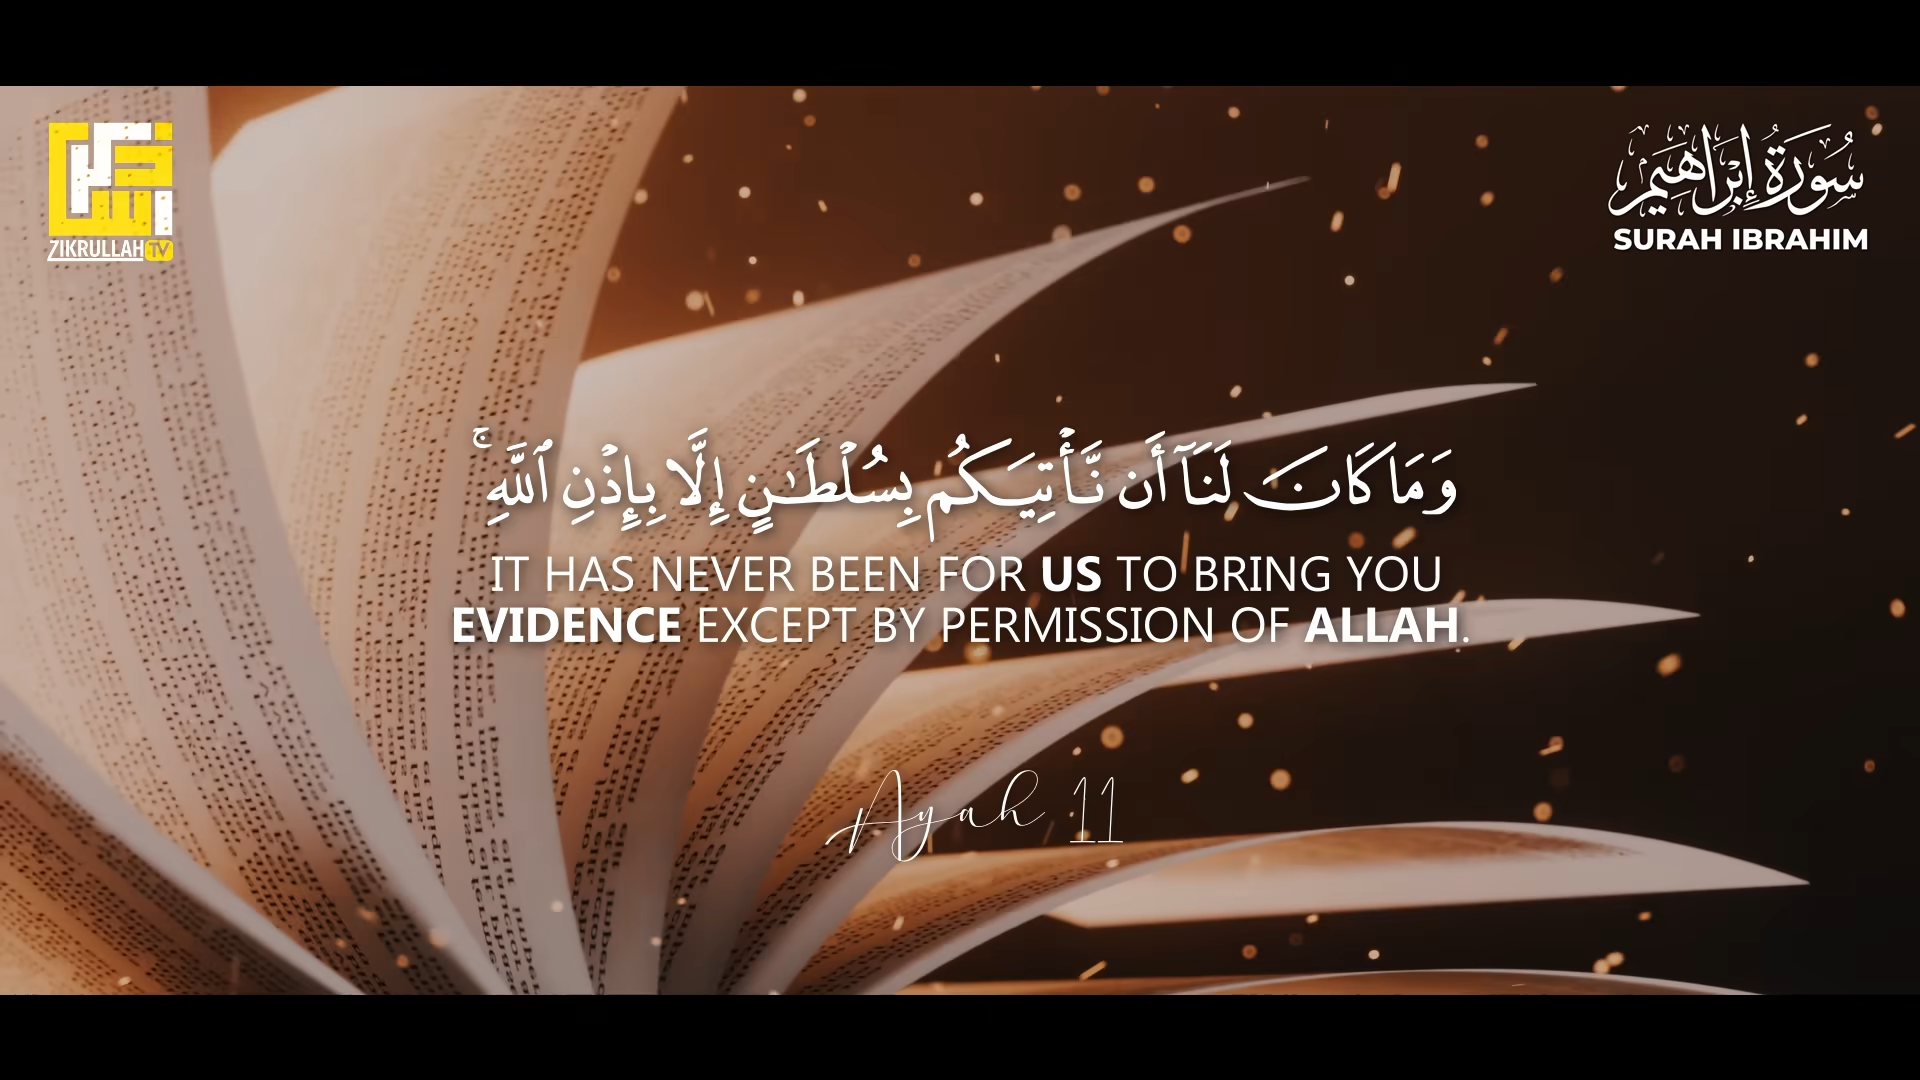 ZIKRULLAH TV
سُورَةُ إِبْرَاهِيم
SURAH IBRAHIM
وَمَا كَانَ لَنَآ أَن نَّأْتِيَكُم بِسُلْطَـٰنٍ إِلَّا بِإِذْنِ ٱللَّهِ ۚ
IT HAS NEVER BEEN FOR US TO BRING YOU
EVIDENCE EXCEPT BY PERMISSION OF ALLAH.
Ayah 11